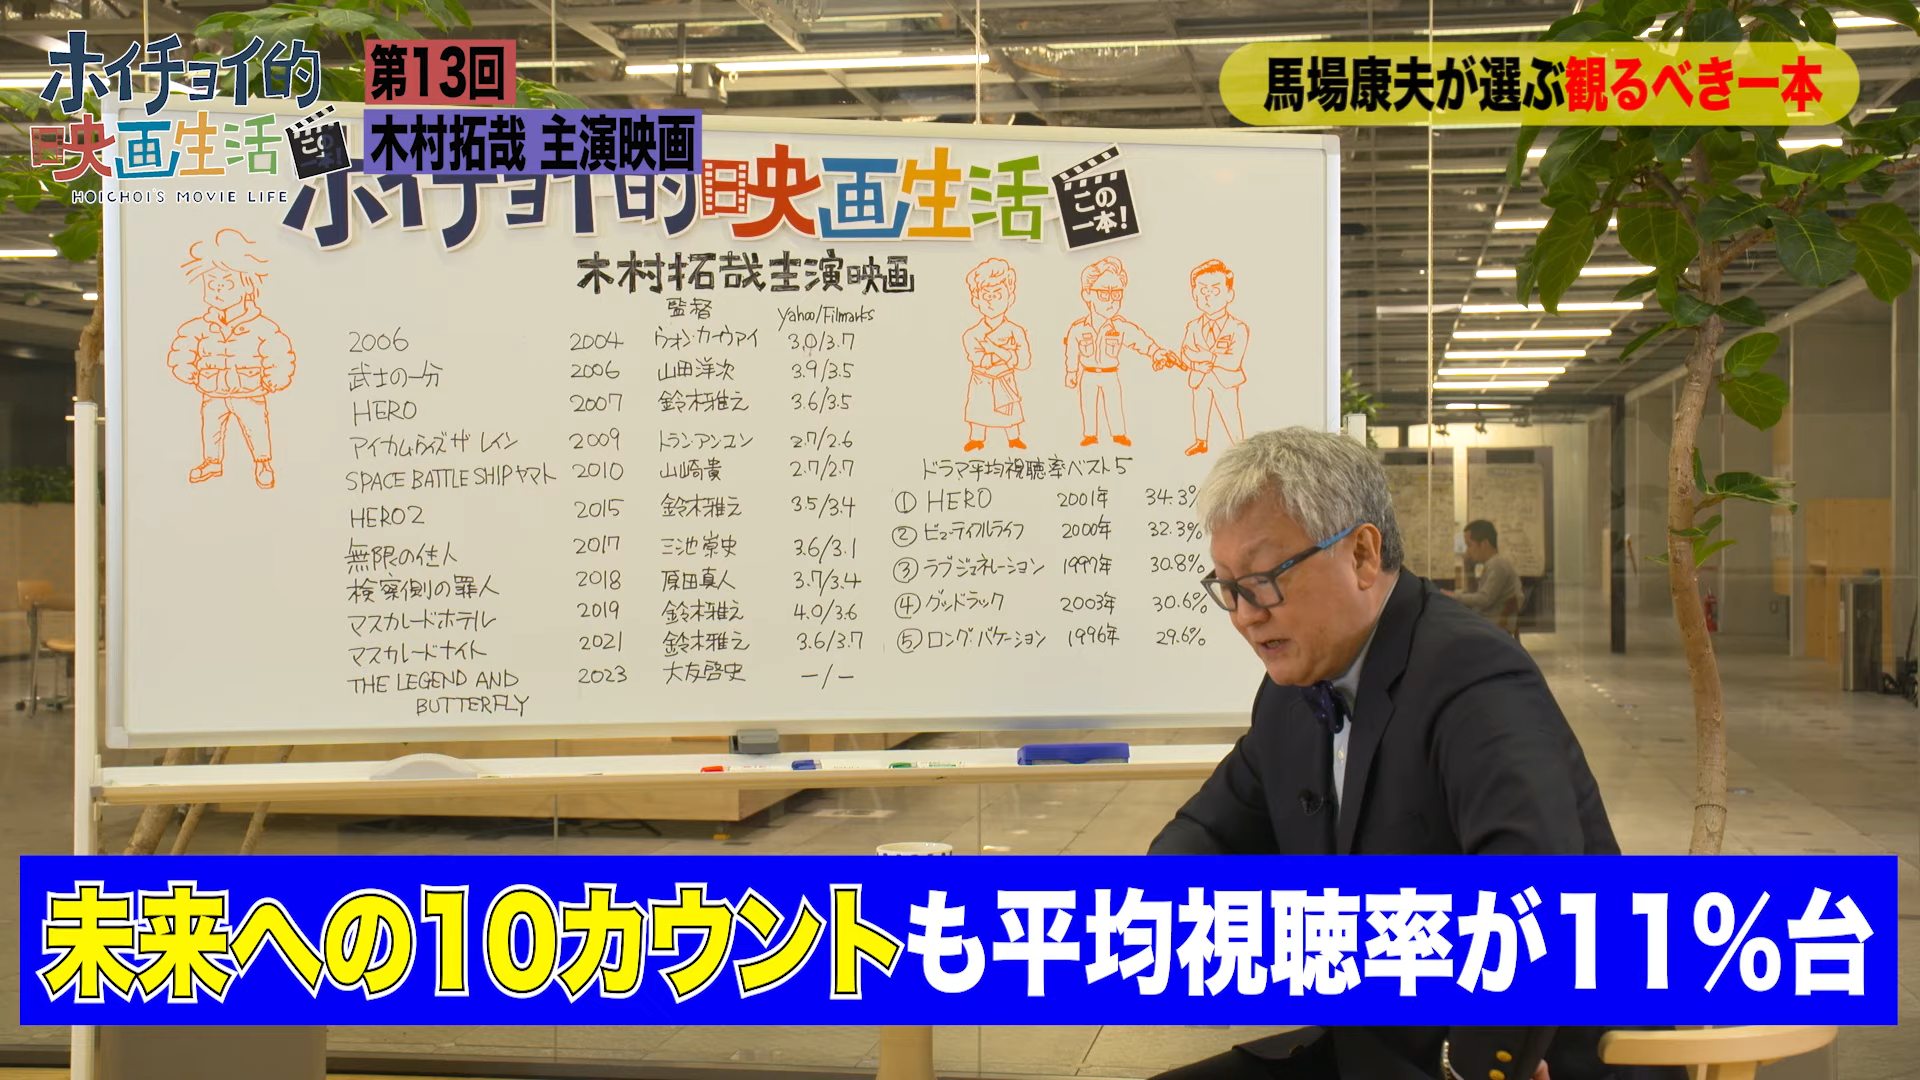 ホイチョイ的
映画生活
この一本!
HOICHOI'S MOVIE LIFE
第13回
木村拓哉 主演映画
馬場康夫が選ぶ観るべき一本
ホイチョイ的映画生活
この一本!
木村拓哉主演映画
監督 Yahoo/Filmarks
2046 2004 ウォン・カーウァイ 3.0/3.7
武士の一分 2006 山田洋次 3.9/3.5
HERO 2007 鈴木雅之 3.6/3.5
アイカムウィズザレイン 2009 トラン・アンユン 2.7/2.6
SPACE BATTLE SHIP ヤマト 2010 山崎貴 2.7/2.7
HERO2 2015 鈴木雅之 3.5/3.4
無限の住人 2017 三池崇史 3.6/3.1
検察側の罪人 2018 原田真人 3.7/3.4
マスカレードホテル 2019 鈴木雅之 4.0/3.6
マスカレードナイト 2021 鈴木雅之 3.6/3.7
THE LEGEND AND 2023 大友啓史 -/-
BUTTERFLY
ドラマ平均視聴率ベスト5
① HERO 2001年 34.3%
② ビューティフルライフ 2000年 32.3%
③ ラブジェネレーション 1997年 30.8%
④ グッドラック 2003年 30.6%
⑤ ロング・バケーション 1996年 29.6%
未来への10カウントも平均視聴率が11%台